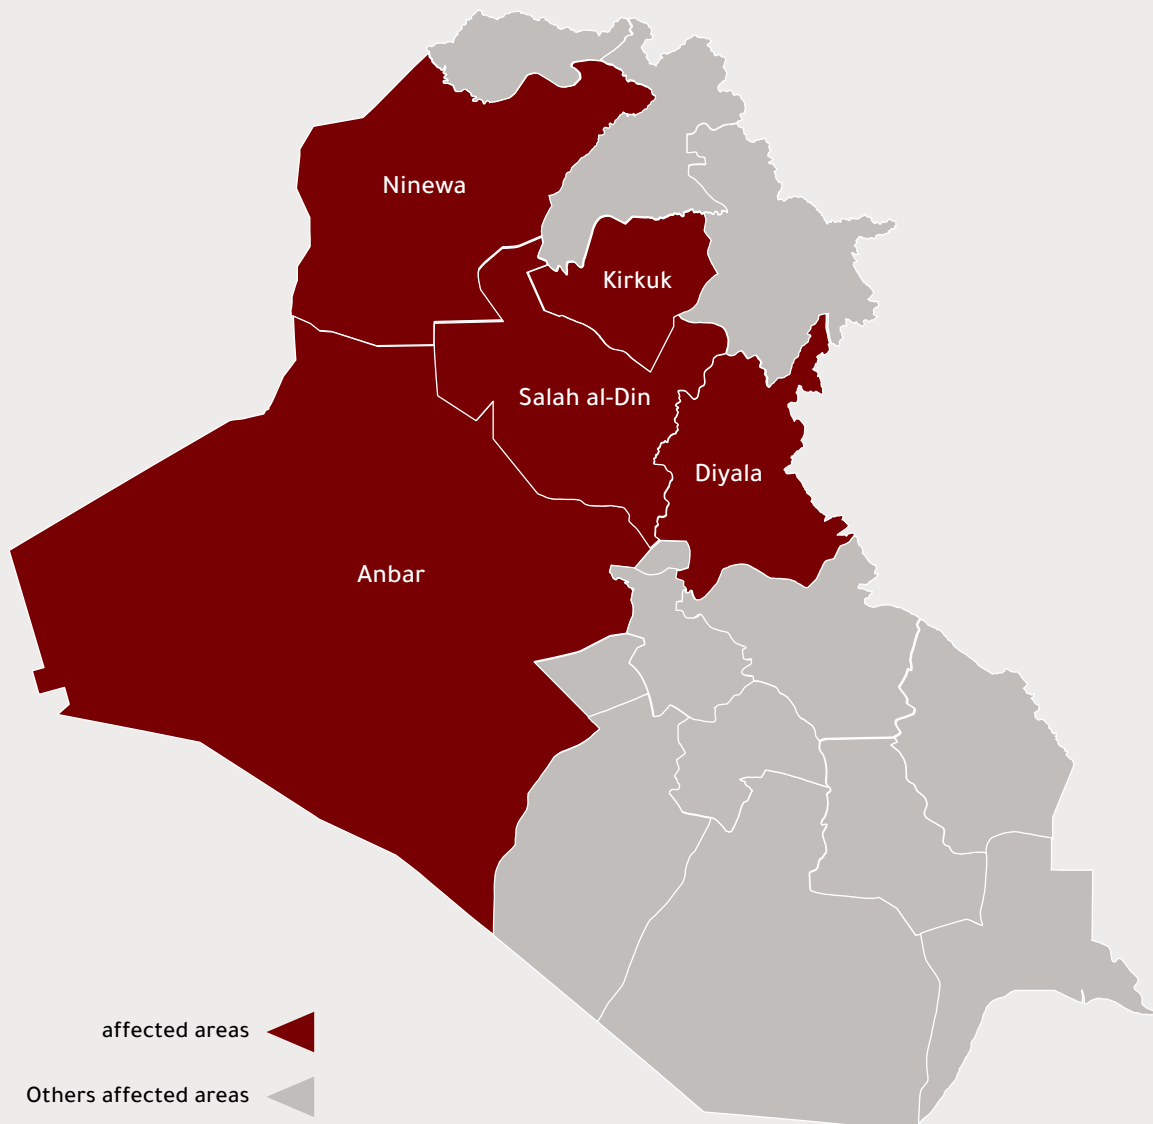 Ninewa
Kirkuk
Salah al-Din
Diyala
Anbar
affected areas
Others affected areas